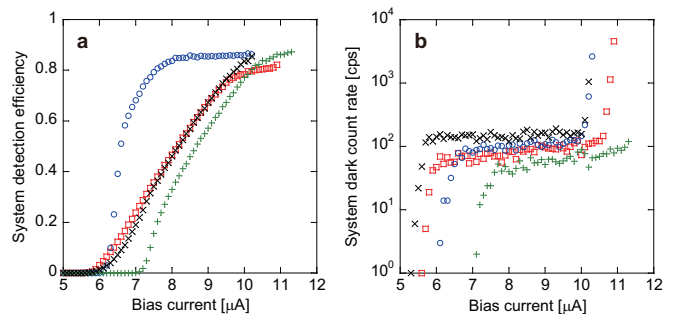 a
System detection efficiency
1
0.8
0.6
0.4
0.2
0
5 6 7 8 9 10 11 12
Bias current [μA]
b
System dark count rate [cps]
10⁴
10³
10²
10¹
10⁰
5 6 7 8 9 10 11 12
Bias current [μA]